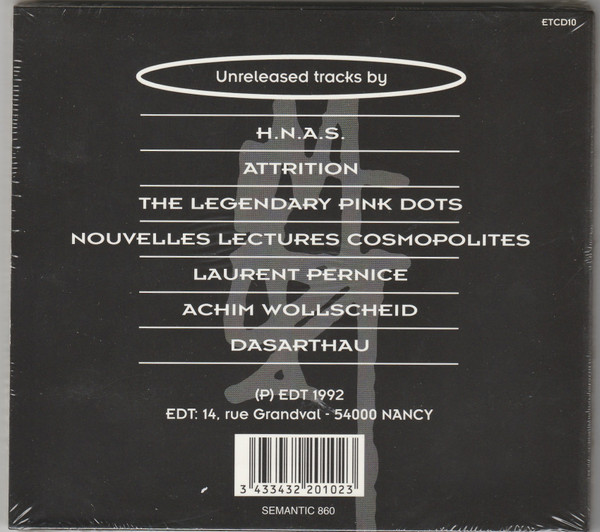 ETCD10
Unreleased tracks by
H.N.A.S.
ATTRITION
THE LEGENDARY PINK DOTS
NOUVELLES LECTURES COSMOPOLITES
LAURENT PERNICE
ACHIM WOLLSCHEID
DASARTHAU
(P) EDT 1992
EDT: 14, rue Grandval - 54000 NANCY
3 433432 201023
SEMANTIC 860